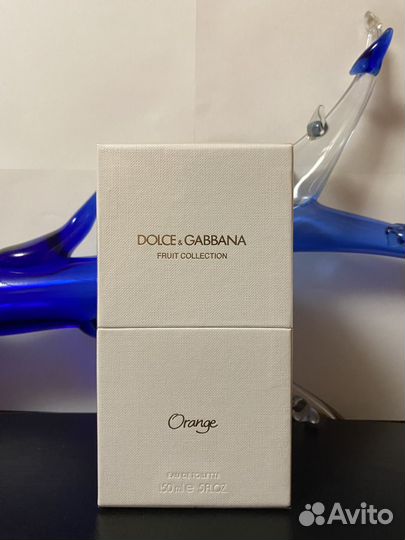 DOLCE & GABBANA
FRUIT COLLECTION
Orange
EAU DE TOILETTE
150 ml e 5 FL.OZ.
Avito